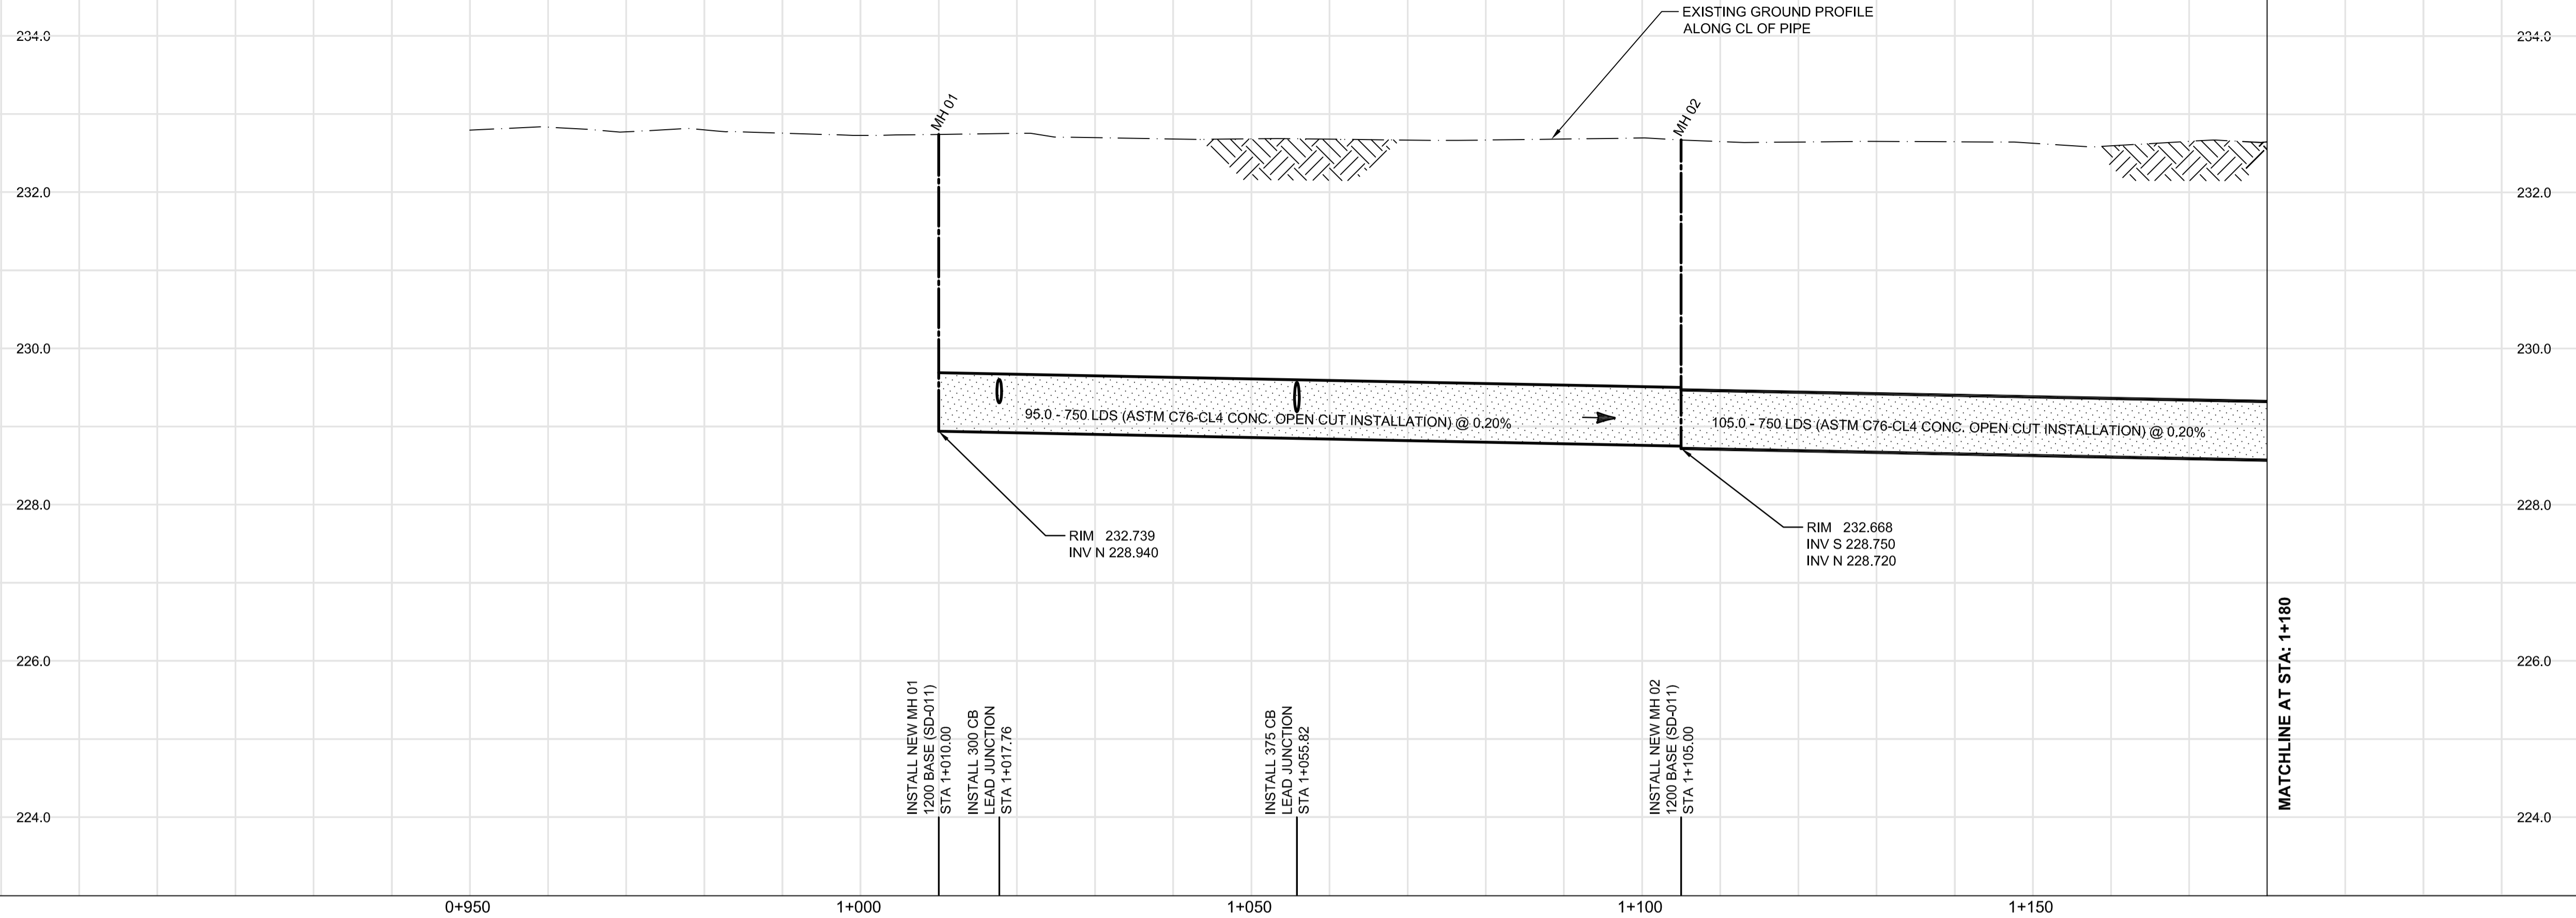 EXISTING GROUND PROFILE
ALONG CL OF PIPE
234.0
234.0
MH 01
MH 02
232.0
232.0
230.0
230.0
95.0 - 750 LDS (ASTM C76-CL4 CONC. OPEN CUT INSTALLATION) @ 0.20%
105.0 - 750 LDS (ASTM C76-CL4 CONC. OPEN CUT INSTALLATION) @ 0.20%
228.0
228.0
RIM 232.739
INV N 228.940
RIM 232.668
INV S 228.750
INV N 228.720
226.0
226.0
INSTALL NEW MH 01
1200 BASE (SD-011)
STA 1+010.00
INSTALL 300 CB
LEAD JUNCTION
STA 1+017.76
INSTALL 375 CB
LEAD JUNCTION
STA 1+055.82
INSTALL NEW MH 02
1200 BASE (SD-011)
STA 1+105.00
MATCHLINE AT STA: 1+180
224.0
224.0
0+950
1+000
1+050
1+100
1+150